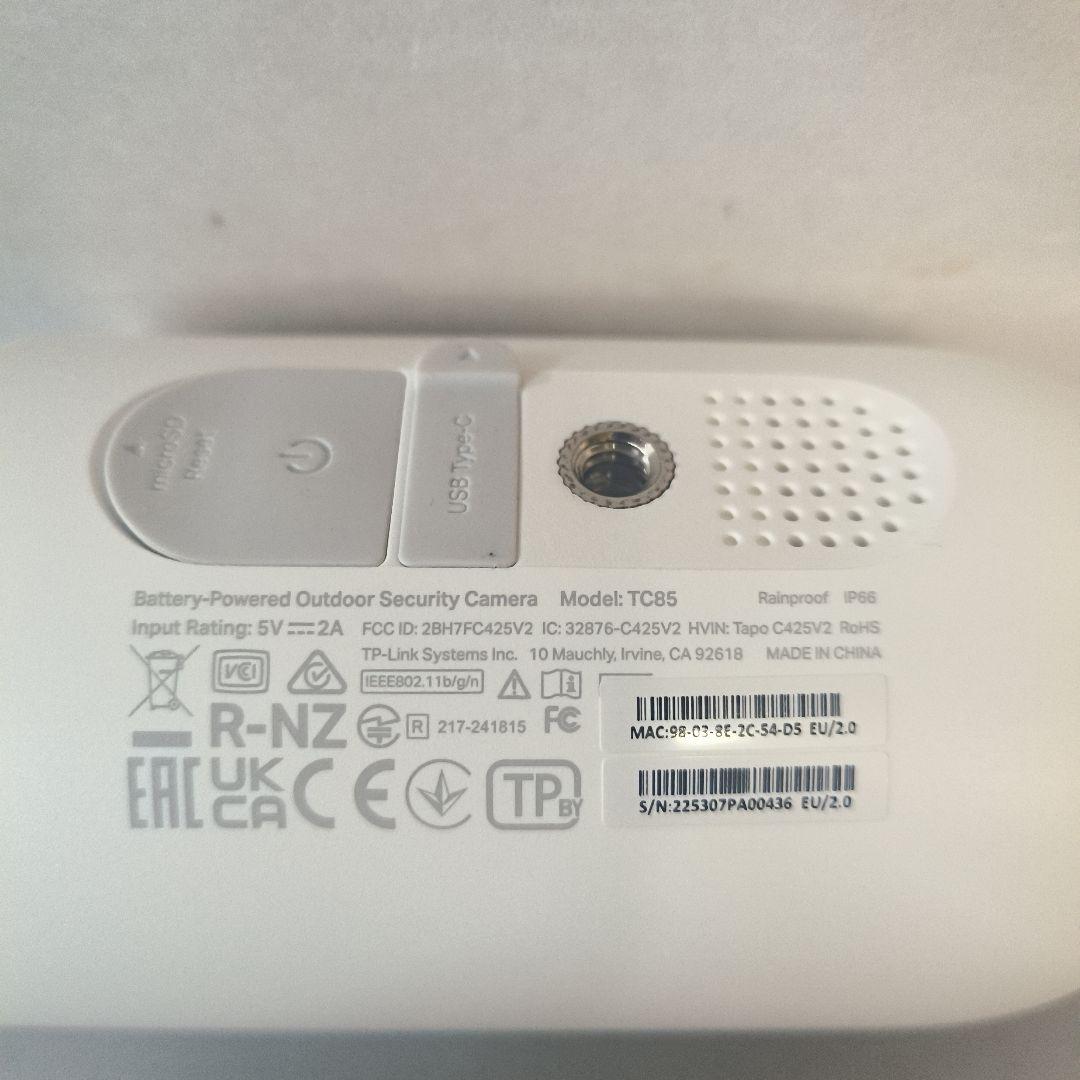 microSD
Reset
USB Type-C
Battery-Powered Outdoor Security Camera Model: TC85 Rainproof IP66
Input Rating: 5V⎓2A FCC ID: 2BH7FC425V2 IC: 32876-C425V2 HVIN: Tapo C425V2 RoHS
TP-Link Systems Inc. 10 Mauchly, Irvine, CA 92618 MADE IN CHINA
VCCI IEEE802.11b/g/n
R-NZ R 217-241815 FC
MAC:98-03-8E-2C-54-D5 EU/2.0
EAC UKCA CE TP BY
S/N:225307PA00436 EU/2.0